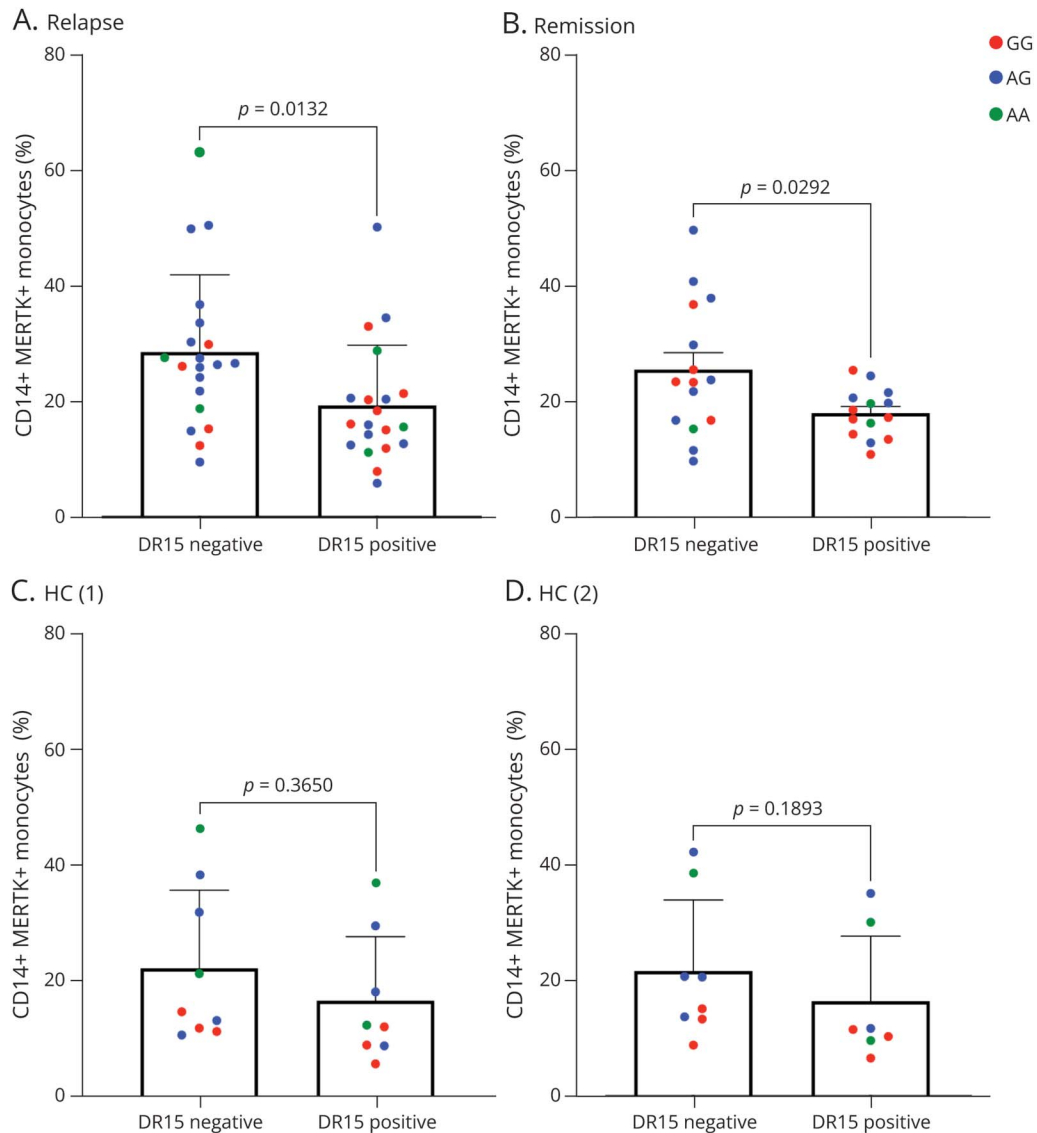 A. Relapse
80
60
40
20
0
CD14+ MERTK+ monocytes (%)
p = 0.0132
DR15 negative
DR15 positive
B. Remission
80
60
40
20
0
CD14+ MERTK+ monocytes (%)
p = 0.0292
DR15 negative
DR15 positive
GG
AG
AA
C. HC (1)
80
60
40
20
0
CD14+ MERTK+ monocytes (%)
p = 0.3650
DR15 negative
DR15 positive
D. HC (2)
80
60
40
20
0
CD14+ MERTK+ monocytes (%)
p = 0.1893
DR15 negative
DR15 positive